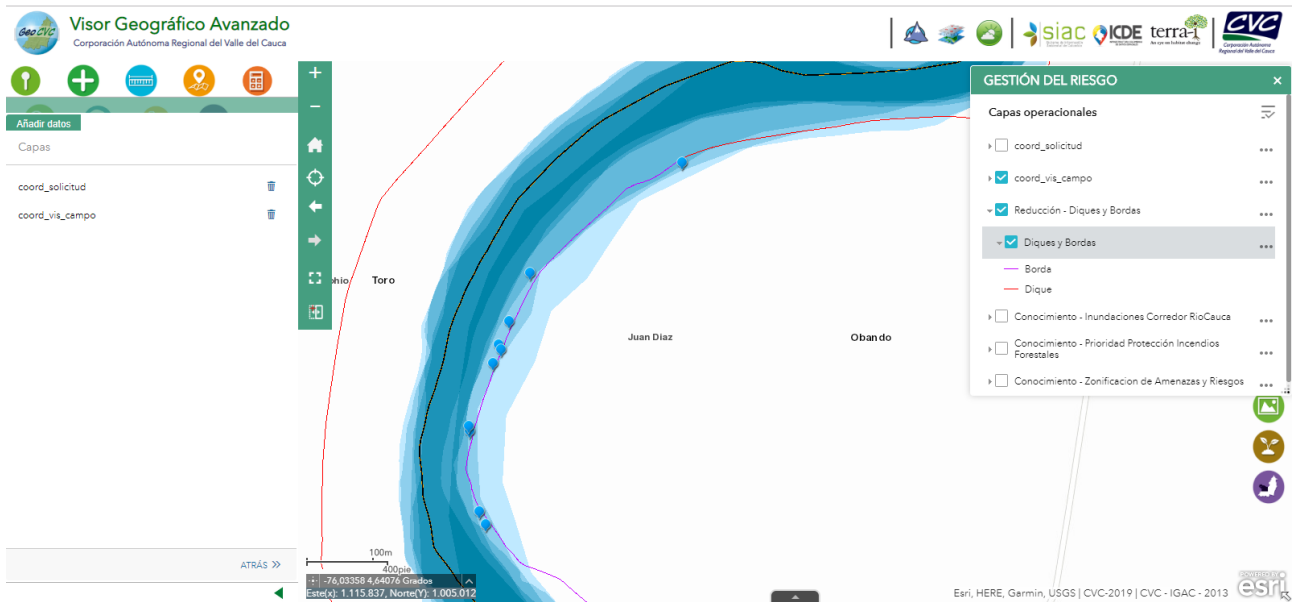 GeoCVC
Visor Geográfico Avanzado
Corporación Autónoma Regional del Valle del Cauca
siac
ICDE
terra-i
CVC
Corporación Autónoma
Regional del Valle del Cauca
Añadir datos
Capas
coord_solicitud
coord_vis_campo
ATRÁS
GESTIÓN DEL RIESGO
Capas operacionales
coord_solicitud
coord_vis_campo
Reducción - Diques y Bordas
Diques y Bordas
Borda
Dique
Conocimiento - Inundaciones Corredor RioCauca
Conocimiento - Prioridad Protección Incendios
Forestales
Conocimiento - Zonificacion de Amenazas y Riesgos
Toro
Juan Diaz
Obando
100m
400pie
-76,03358 4,64076 Grados
Este(x): 1.115.837, Norte(Y): 1.005.012
Esri, HERE, Garmin, USGS | CVC-2019 | CVC - IGAC - 2013
POWERED BY
esri